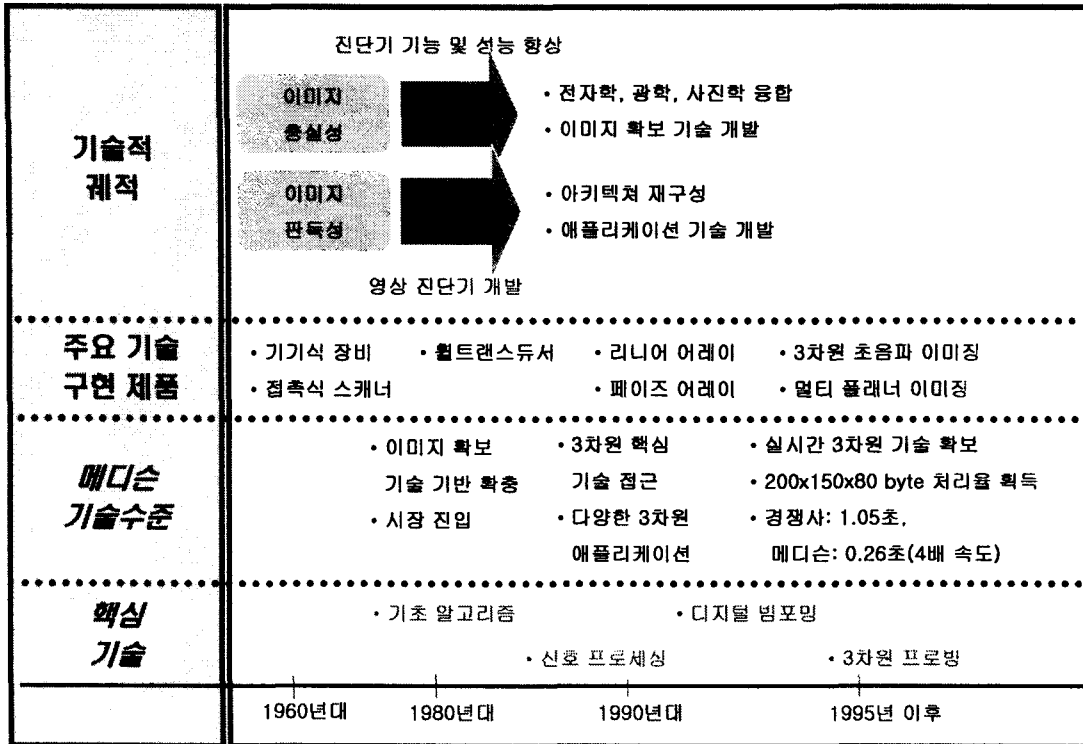 기술적
궤적
진단기 기능 및 성능 향상
이미지
충실성
• 전자학, 광학, 사진학 융합
• 이미지 확보 기술 개발
이미지
판독성
• 아키텍쳐 재구성
• 애플리케이션 기술 개발
영상 진단기 개발
주요 기술
구현 제품
• 기기식 장비
• 접촉식 스캐너
• 휠트랜스듀서
• 리니어 어레이
• 페이즈 어레이
• 3차원 초음파 이미징
• 멀티 플래너 이미징
메디슨
기술수준
• 이미지 확보
기술 기반 확충
• 시장 진입
• 3차원 핵심
기술 접근
• 다양한 3차원
애플리케이션
• 실시간 3차원 기술 확보
• 200x150x80 byte 처리율 획득
• 경쟁사: 1.05초,
메디슨: 0.26초(4배 속도)
핵심
기술
• 기초 알고리즘
• 신호 프로세싱
• 디지털 빔포밍
• 3차원 프로빙
1960년대
1980년대
1990년대
1995년 이후